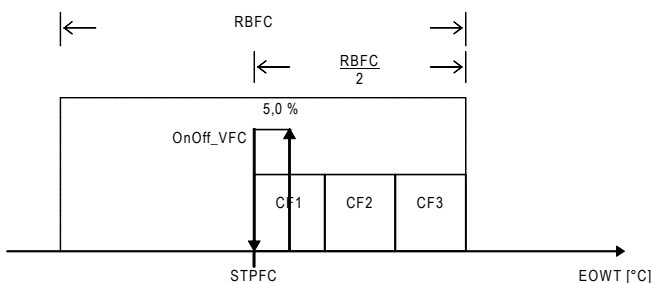 RBFC
RBFC
2
5,0 %
OnOff_VFC
CF1 CF2 CF3
STPFC EOWT [°C]